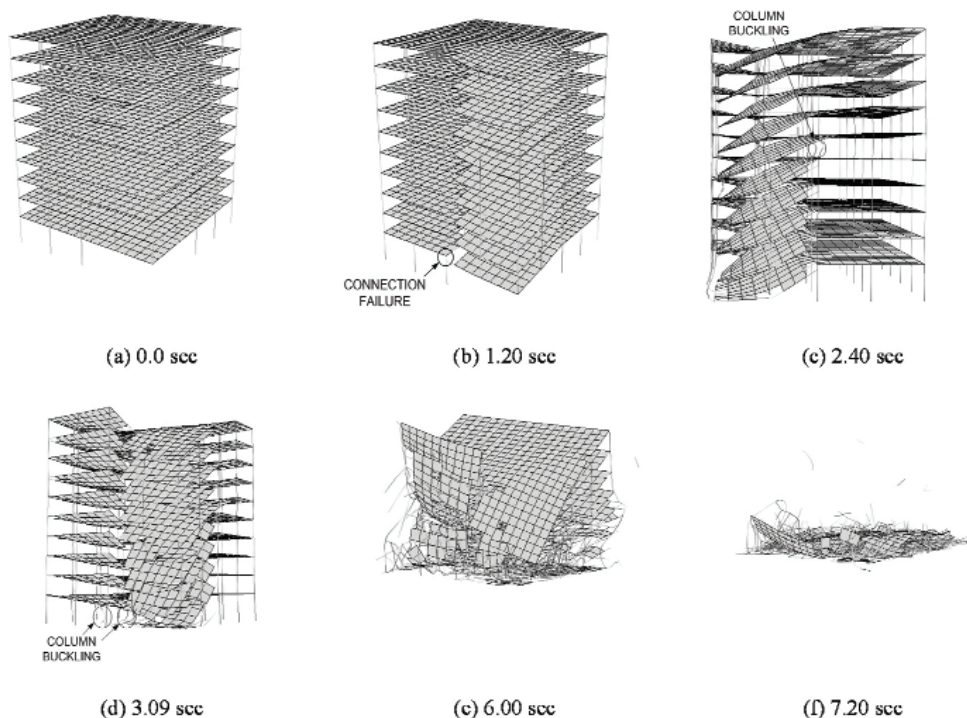 COLUMN
BUCKLING
CONNECTION
FAILURE
(a) 0.0 sec
(b) 1.20 sec
(c) 2.40 sec
COLUMN
BUCKLING
(d) 3.09 sec
(e) 6.00 sec
(f) 7.20 sec